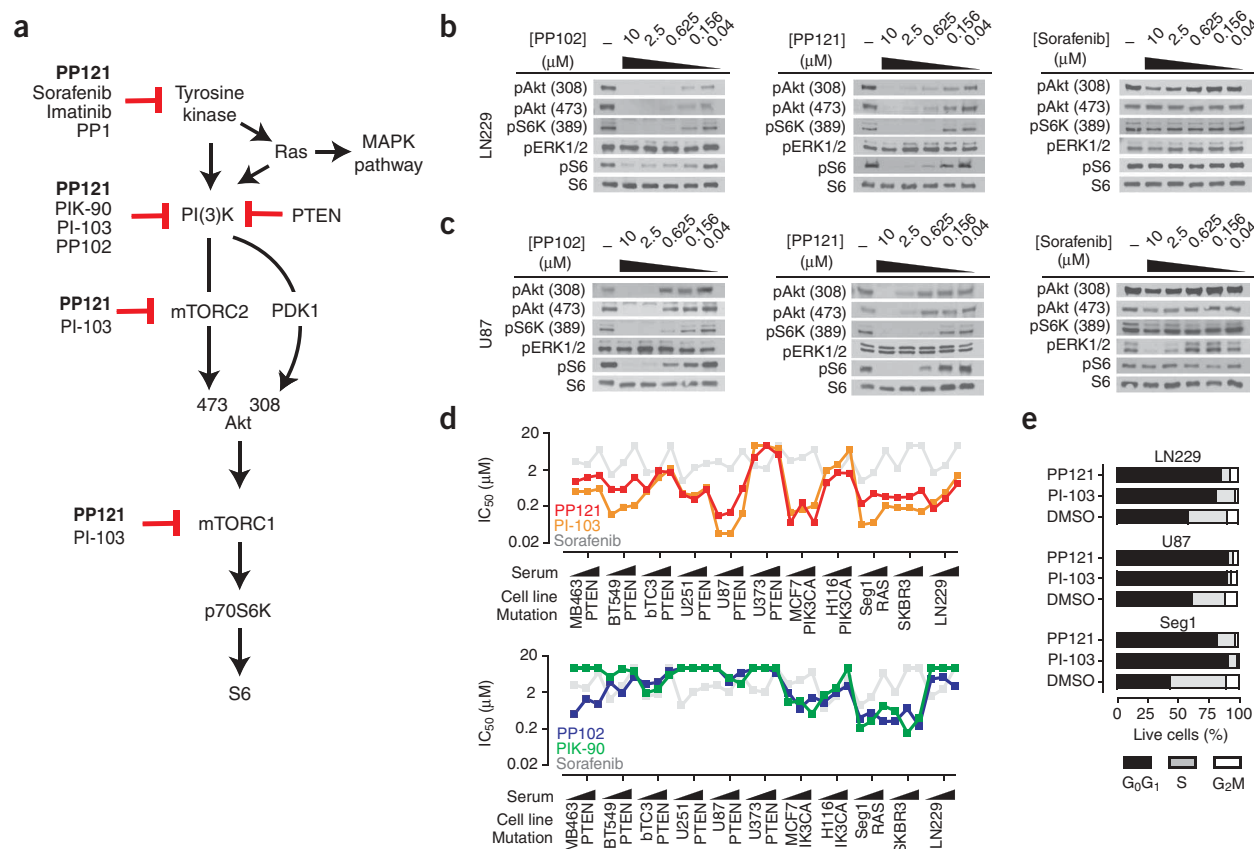 a
PP121
Sorafenib
Imatinib
PP1
Tyrosine
kinase
Ras
MAPK
pathway
PP121
PIK-90
PI-103
PP102
PI(3)K
PTEN
PP121
PI-103
mTORC2
PDK1
473
308
Akt
PP121
PI-103
mTORC1
p70S6K
S6
b
LN229
[PP102]
(μM)
– 10 2.5 0.625 0.156 0.04
pAkt (308)
pAkt (473)
pS6K (389)
pERK1/2
pS6
S6
[PP121]
(μM)
– 10 2.5 0.625 0.156 0.04
pAkt (308)
pAkt (473)
pS6K (389)
pERK1/2
pS6
S6
[Sorafenib]
(μM)
– 10 2.5 0.625 0.156 0.04
pAkt (308)
pAkt (473)
pS6K (389)
pERK1/2
pS6
S6
c
U87
[PP102]
(μM)
– 10 2.5 0.625 0.156 0.04
pAkt (308)
pAkt (473)
pS6K (389)
pERK1/2
pS6
S6
[PP121]
(μM)
– 10 2.5 0.625 0.156 0.04
pAkt (308)
pAkt (473)
pS6K (389)
pERK1/2
pS6
S6
[Sorafenib]
(μM)
– 10 2.5 0.625 0.156 0.04
pAkt (308)
pAkt (473)
pS6K (389)
pERK1/2
pS6
S6
d
IC50 (μM)
20
2
0.2
0.02
PP121
PI-103
Sorafenib
Serum
Cell line
Mutation
MB463
PTEN
BT549
PTEN
bTC3
PTEN
U251
PTEN
U87
PTEN
U373
PTEN
MCF7
PIK3CA
H116
PIK3CA
Seg1
RAS
SKBR3
LN229
IC50 (μM)
20
2
0.2
0.02
PP102
PIK-90
Sorafenib
Serum
Cell line
Mutation
MB463
PTEN
BT549
PTEN
bTC3
PTEN
U251
PTEN
U87
PTEN
U373
PTEN
MCF7
IK3CA
H116
IK3CA
Seg1
RAS
SKBR3
LN229
e
LN229
PP121
PI-103
DMSO
U87
PP121
PI-103
DMSO
Seg1
PP121
PI-103
DMSO
0 25 50 75 100
Live cells (%)
G0G1 S G2M